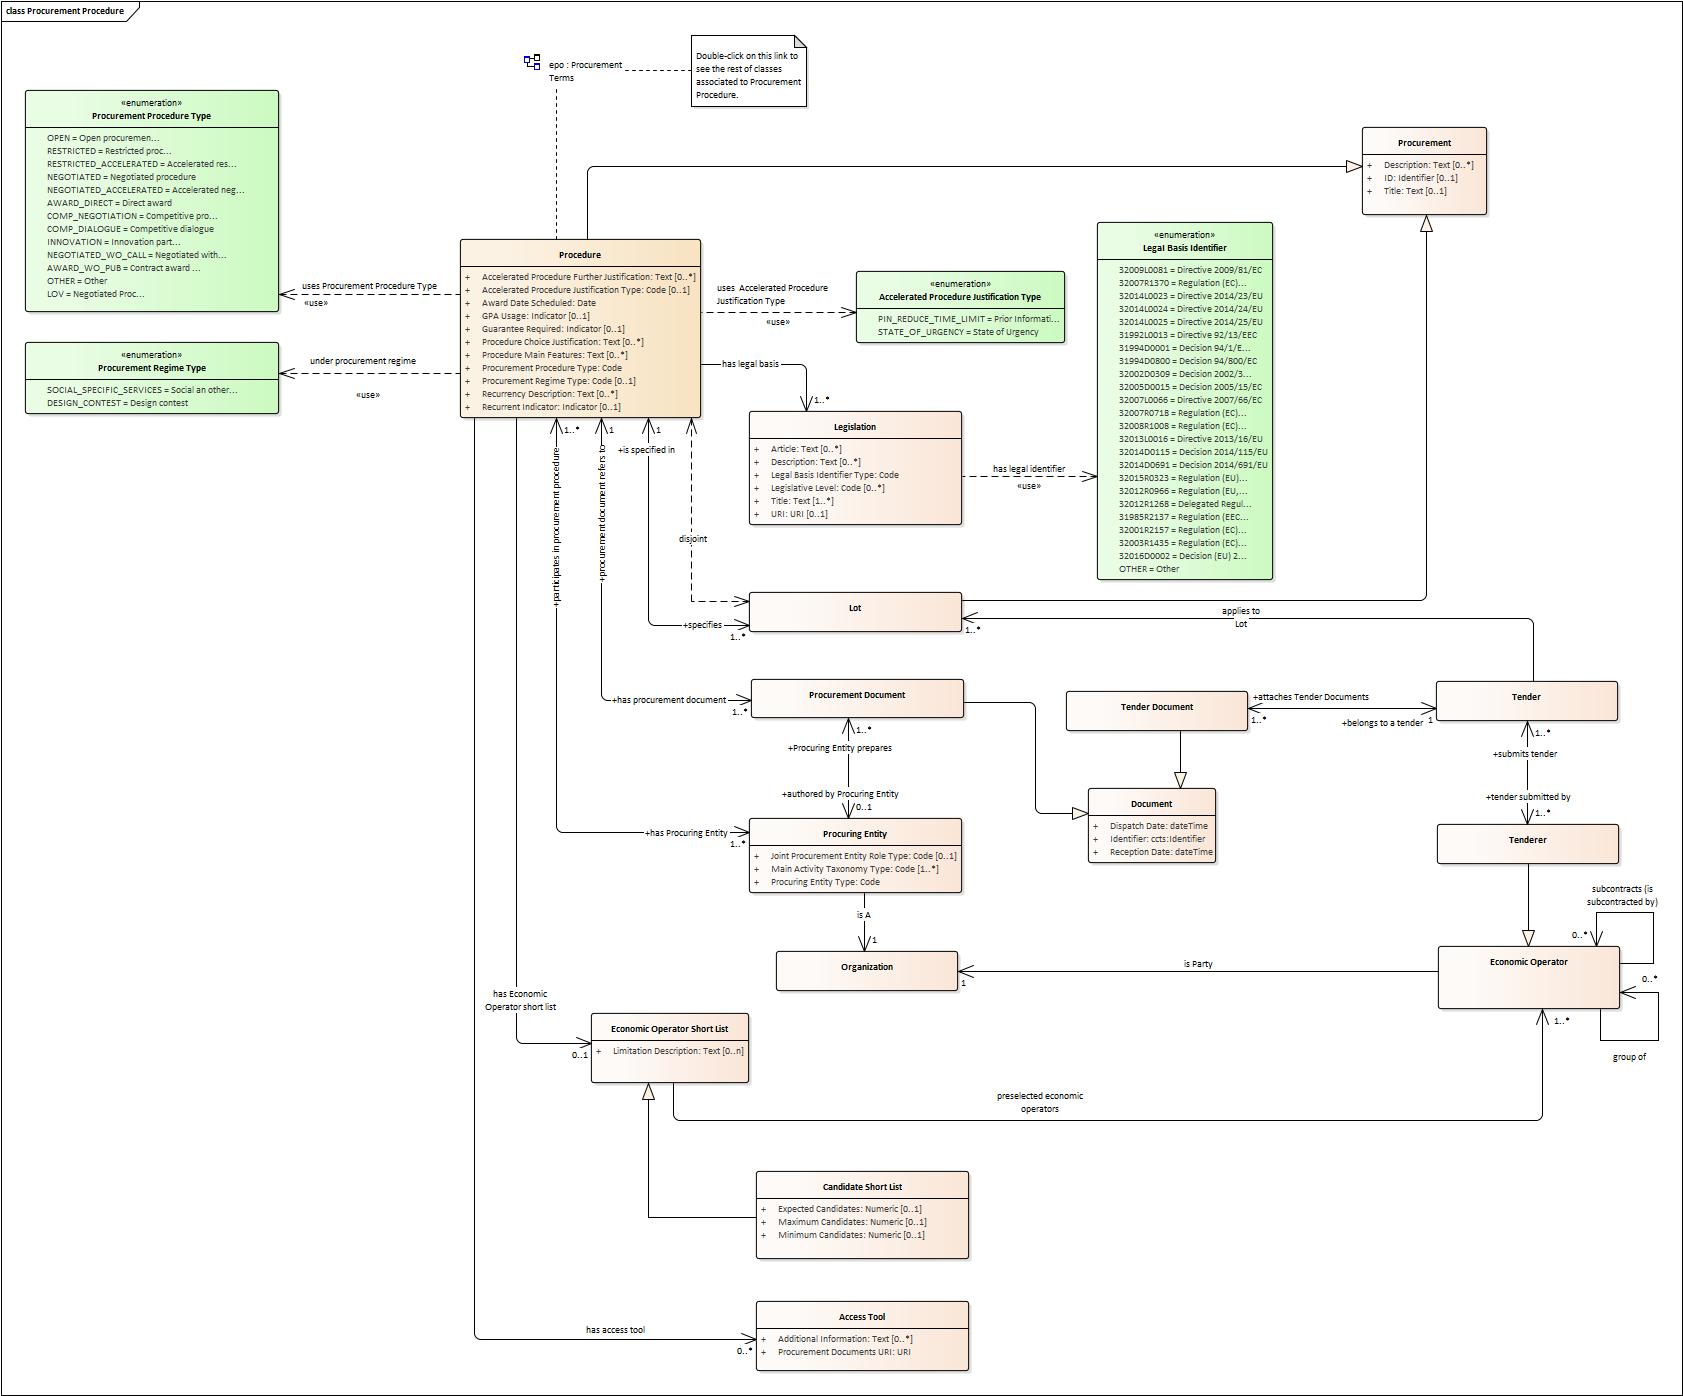 class Procurement Procedure
epo : Procurement
Terms
Double-click on this link to
see the rest of classes
associated to Procurement
Procedure.
«enumeration»
Procurement Procedure Type
OPEN = Open procuremen...
RESTRICTED = Restricted proc...
RESTRICTED_ACCELERATED = Accelerated res...
NEGOTIATED = Negotiated procedure
NEGOTIATED_ACCELERATED = Accelerated neg...
AWARD_DIRECT = Direct award
COMP_NEGOTIATION = Competitive pro...
COMP_DIALOGUE = Competitive dialogue
INNOVATION = Innovation part...
NEGOTIATED_WO_CALL = Negotiated with...
AWARD_WO_PUB = Contract award ...
OTHER = Other
LOV = Negotiated Proc...
uses Procurement Procedure Type
«use»
«enumeration»
Procurement Regime Type
SOCIAL_SPECIFIC_SERVICES = Social an other...
DESIGN_CONTEST = Design contest
under procurement regime
«use»
Procedure
+ Accelerated Procedure Further Justification: Text [0..*]
+ Accelerated Procedure Justification Type: Code [0..1]
+ Award Date Scheduled: Date
+ GPA Usage: Indicator [0..1]
+ Guarantee Required: Indicator [0..1]
+ Procedure Choice Justification: Text [0..*]
+ Procedure Main Features: Text [0..*]
+ Procurement Procedure Type: Code
+ Procurement Regime Type: Code [0..1]
+ Recurrency Description: Text [0..*]
+ Recurrent Indicator: Indicator [0..1]
uses Accelerated Procedure
Justification Type
«use»
«enumeration»
Accelerated Procedure Justification Type
PIN_REDUCE_TIME_LIMIT = Prior Informati...
STATE_OF_URGENCY = State of Urgency
Procurement
+ Description: Text [0..*]
+ ID: Identifier [0..1]
+ Title: Text [0..1]
«enumeration»
Legal Basis Identifier
32009L0081 = Directive 2009/81/EC
32007R1370 = Regulation (EC)...
32014L0023 = Directive 2014/23/EU
32014L0024 = Directive 2014/24/EU
32014L0025 = Directive 2014/25/EU
31992L0013 = Directive 92/13/EEC
31994D0001 = Decision 94/1/E...
31994D0800 = Decision 94/800/EC
32002D0309 = Decision 2002/3...
32005D0015 = Decision 2005/15/EC
32007L0066 = Directive 2007/66/EC
32007R0718 = Regulation (EC)...
32008R1008 = Regulation (EC)...
32013L0016 = Directive 2013/16/EU
32014D0115 = Decision 2014/115/EU
32014D0691 = Decision 2014/691/EU
32015R0323 = Regulation (EU)...
32012R0966 = Regulation (EU,...
32012R1268 = Delegated Regul...
31985R2137 = Regulation (EEC...
32001R2157 = Regulation (EC)...
32003R1435 = Regulation (EC)...
32016D0002 = Decision (EU) 2...
OTHER = Other
has legal basis
1..*
Legislation
+ Article: Text [0..*]
+ Description: Text [0..*]
+ Legal Basis Identifier Type: Code
+ Legislative Level: Code [0..*]
+ Title: Text [1..*]
+ URI: URI [0..1]
has legal identifier
«use»
1..*
1
1
+is specified in
+participates in procurement procedure
+procurement document refers to
disjoint
Lot
+specifies
1..*
applies to
Lot
1..*
+has procurement document
1..*
Procurement Document
Tender Document
+attaches Tender Documents
1..*
+belongs to a tender
1
Tender
1..*
+Procuring Entity prepares
+authored by Procuring Entity
0..1
1..*
+submits tender
+tender submitted by
1..*
Document
+ Dispatch Date: dateTime
+ Identifier: ccts:Identifier
+ Reception Date: dateTime
+has Procuring Entity
1..*
Procuring Entity
+ Joint Procurement Entity Role Type: Code [0..1]
+ Main Activity Taxonomy Type: Code [1..*]
+ Procuring Entity Type: Code
Tenderer
is A
1
Organization
is Party
1
subcontracts (is
subcontracted by)
0..*
Economic Operator
0..*
group of
1..*
has Economic
Operator short list
0..1
Economic Operator Short List
+ Limitation Description: Text [0..n]
preselected economic
operators
Candidate Short List
+ Expected Candidates: Numeric [0..1]
+ Maximum Candidates: Numeric [0..1]
+ Minimum Candidates: Numeric [0..1]
has access tool
0..*
Access Tool
+ Additional Information: Text [0..*]
+ Procurement Documents URI: URI